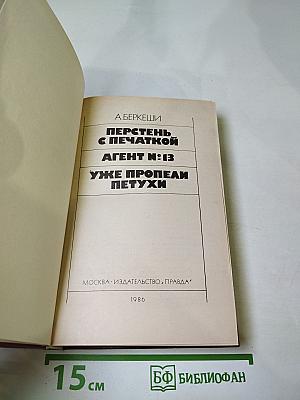 А. БЕРКЕШИ
ПЕРСТЕНЬ
С ПЕЧАТКОЙ
АГЕНТ №13
УЖЕ ПРОПЕЛИ
ПЕТУХИ
МОСКВА · ИЗДАТЕЛЬСТВО „ПРАВДА“
1986
15 см
БФ БИБЛИОФАН